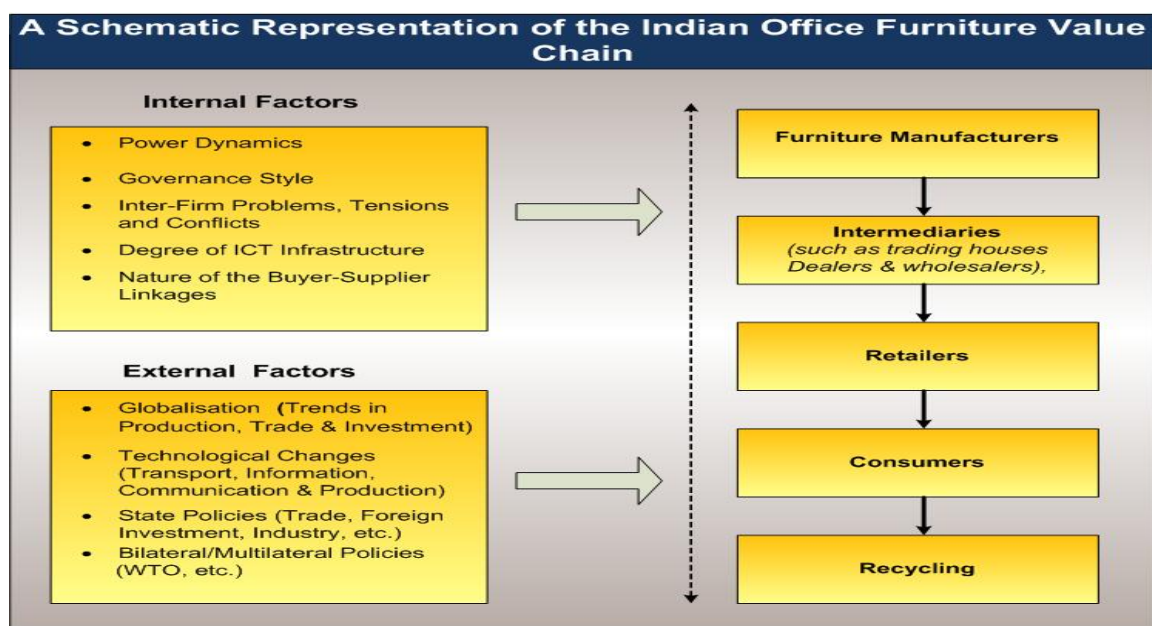 A Schematic Representation of the Indian Office Furniture Value
Chain
Internal Factors
• Power Dynamics
• Governance Style
• Inter-Firm Problems, Tensions
and Conflicts
• Degree of ICT Infrastructure
• Nature of the Buyer-Supplier
Linkages
External Factors
• Globalisation (Trends in
Production, Trade & Investment)
• Technological Changes
(Transport, Information,
Communication & Production)
• State Policies (Trade, Foreign
Investment, Industry, etc.)
• Bilateral/Multilateral Policies
(WTO, etc.)
Furniture Manufacturers
Intermediaries
(such as trading houses
Dealers & wholesalers),
Retailers
Consumers
Recycling